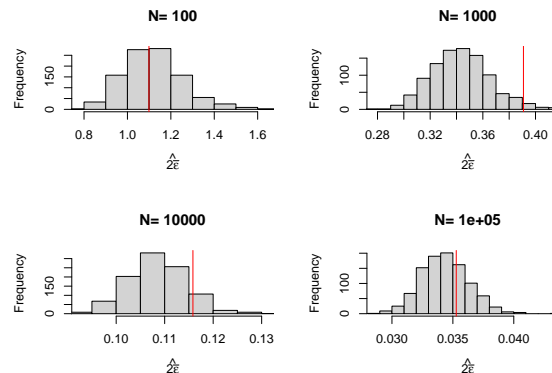 N= 100
Frequency
0 150
0.8 1.0 1.2 1.4 1.6
2ε̂
N= 1000
Frequency
0 100
0.28 0.32 0.36 0.40
2ε̂
N= 10000
Frequency
0 150
0.10 0.11 0.12 0.13
2ε̂
N= 1e+05
Frequency
0 100
0.030 0.035 0.040
2ε̂